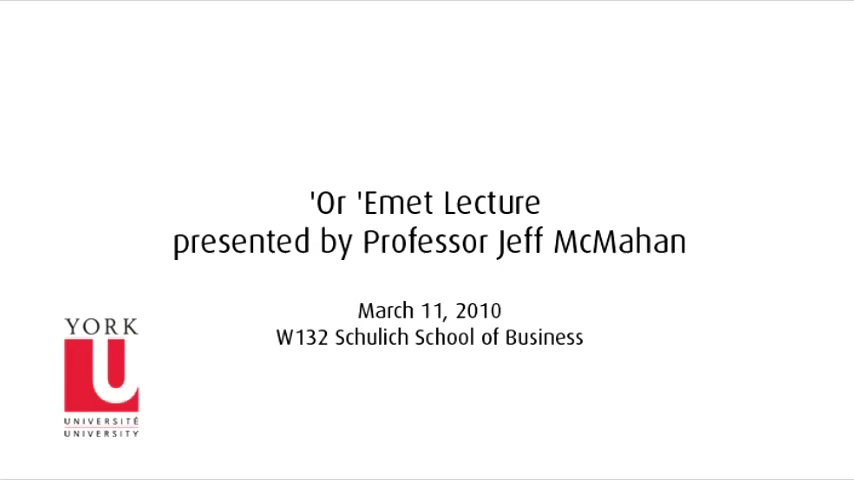 'Or 'Emet Lecture
presented by Professor Jeff McMahan
March 11, 2010
W132 Schulich School of Business
YORK
U
UNIVERSITÉ
UNIVERSITY